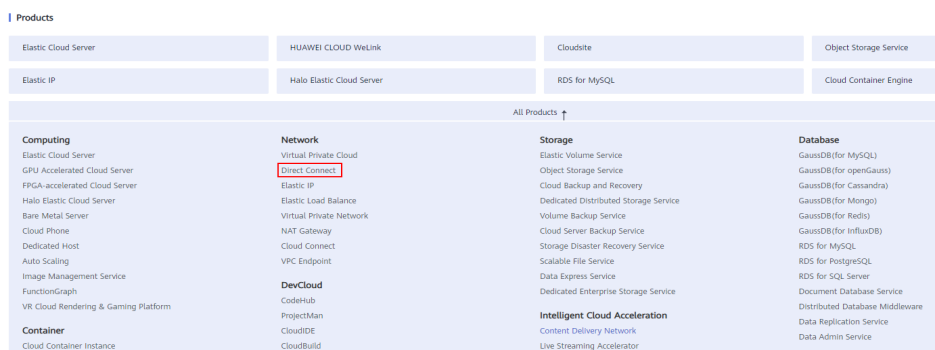 Products
Elastic Cloud Server
HUAWEI CLOUD WeLink
Cloudsite
Object Storage Service
Elastic IP
Halo Elastic Cloud Server
RDS for MySQL
Cloud Container Engine
All Products ↑
Computing
Elastic Cloud Server
GPU Accelerated Cloud Server
FPGA-accelerated Cloud Server
Halo Elastic Cloud Server
Bare Metal Server
Cloud Phone
Dedicated Host
Auto Scaling
Image Management Service
FunctionGraph
VR Cloud Rendering & Gaming Platform
Container
Cloud Container Instance
Network
Virtual Private Cloud
Direct Connect
Elastic IP
Elastic Load Balance
Virtual Private Network
NAT Gateway
Cloud Connect
VPC Endpoint
DevCloud
CodeHub
ProjectMan
CloudIDE
CloudBuild
Storage
Elastic Volume Service
Object Storage Service
Cloud Backup and Recovery
Dedicated Distributed Storage Service
Volume Backup Service
Cloud Server Backup Service
Storage Disaster Recovery Service
Scalable File Service
Data Express Service
Dedicated Enterprise Storage Service
Intelligent Cloud Acceleration
Content Delivery Network
Live Streaming Accelerator
Database
GaussDB(for MySQL)
GaussDB(for openGauss)
GaussDB(for Cassandra)
GaussDB(for Mongo)
GaussDB(for Redis)
GaussDB(for InfluxDB)
RDS for MySQL
RDS for PostgreSQL
RDS for SQL Server
Document Database Service
Distributed Database Middleware
Data Replication Service
Data Admin Service